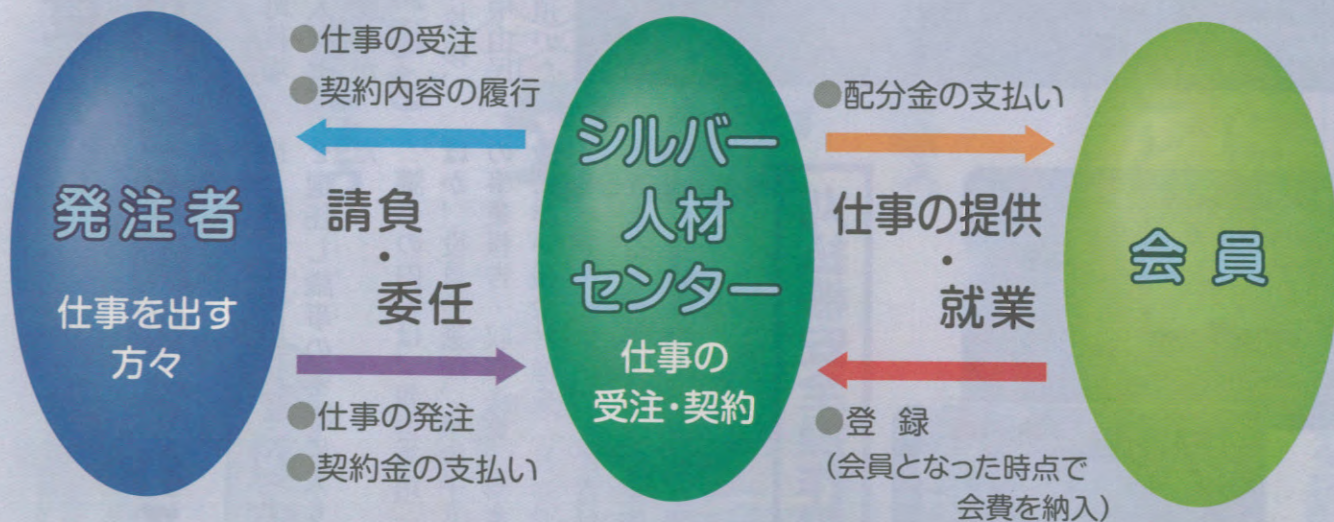 発注者
仕事を出す
方々
●仕事の受注
●契約内容の履行
請負
・
委任
●仕事の発注
●契約金の支払い
シルバー
人材
センター
仕事の
受注・契約
●配分金の支払い
仕事の提供
・
就業
●登 録
（会員となった時点で
会費を納入）
会 員